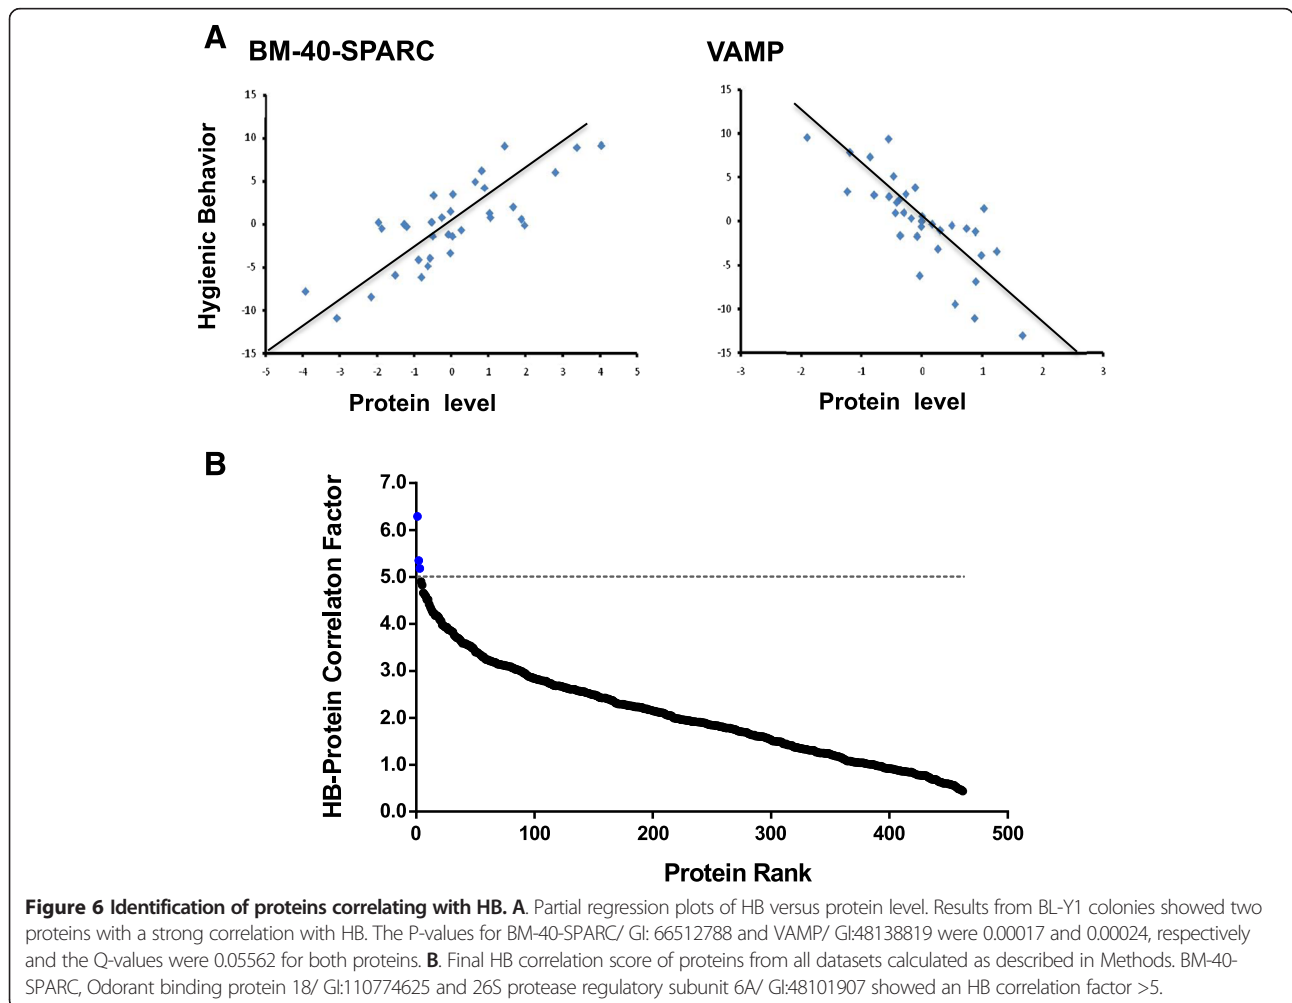 A
BM-40-SPARC
VAMP
15
10
5
0
-5
-10
-15
-5 -4 -3 -2 -1 0 1 2 3 4 5
Hygienic Behavior
Protein level
15
10
5
0
-5
-10
-15
-3 -2 -1 0 1 2 3
Protein level
B
HB-Protein Correlaton Factor
7.0
6.0
5.0
4.0
3.0
2.0
1.0
0.0
0 100 200 300 400 500
Protein Rank
Figure 6 Identification of proteins correlating with HB. A. Partial regression plots of HB versus protein level. Results from BL-Y1 colonies showed two
proteins with a strong correlation with HB. The P-values for BM-40-SPARC/ GI: 66512788 and VAMP/ GI:48138819 were 0.00017 and 0.00024, respectively
and the Q-values were 0.05562 for both proteins. B. Final HB correlation score of proteins from all datasets calculated as described in Methods. BM-40-
SPARC, Odorant binding protein 18/ GI:110774625 and 26S protease regulatory subunit 6A/ GI:48101907 showed an HB correlation factor >5.